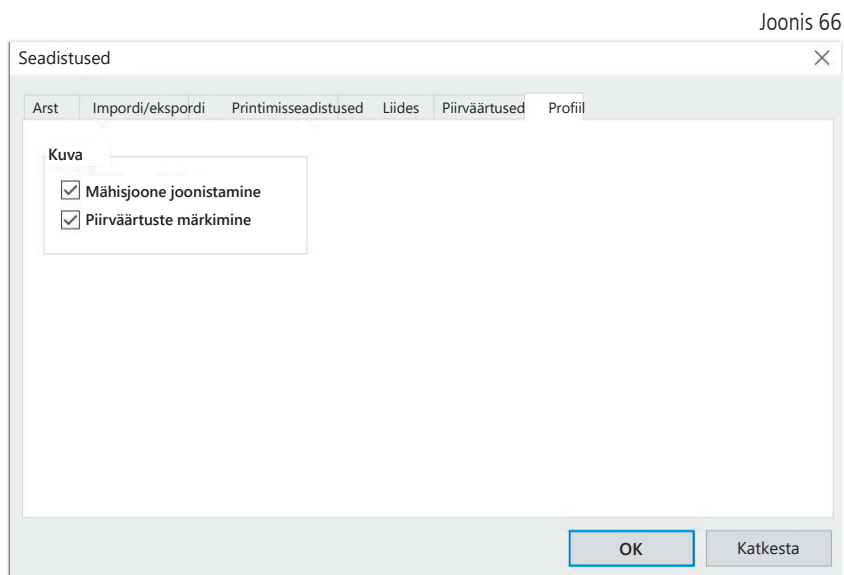 Joonis 66
Seadistused
Arst Impordi/ekspordi Printimisseadistused Liides Piirväärtused Profiil
Kuva
Mähisjoone joonistamine
Piirväärtuste märkimine
OK Katkesta